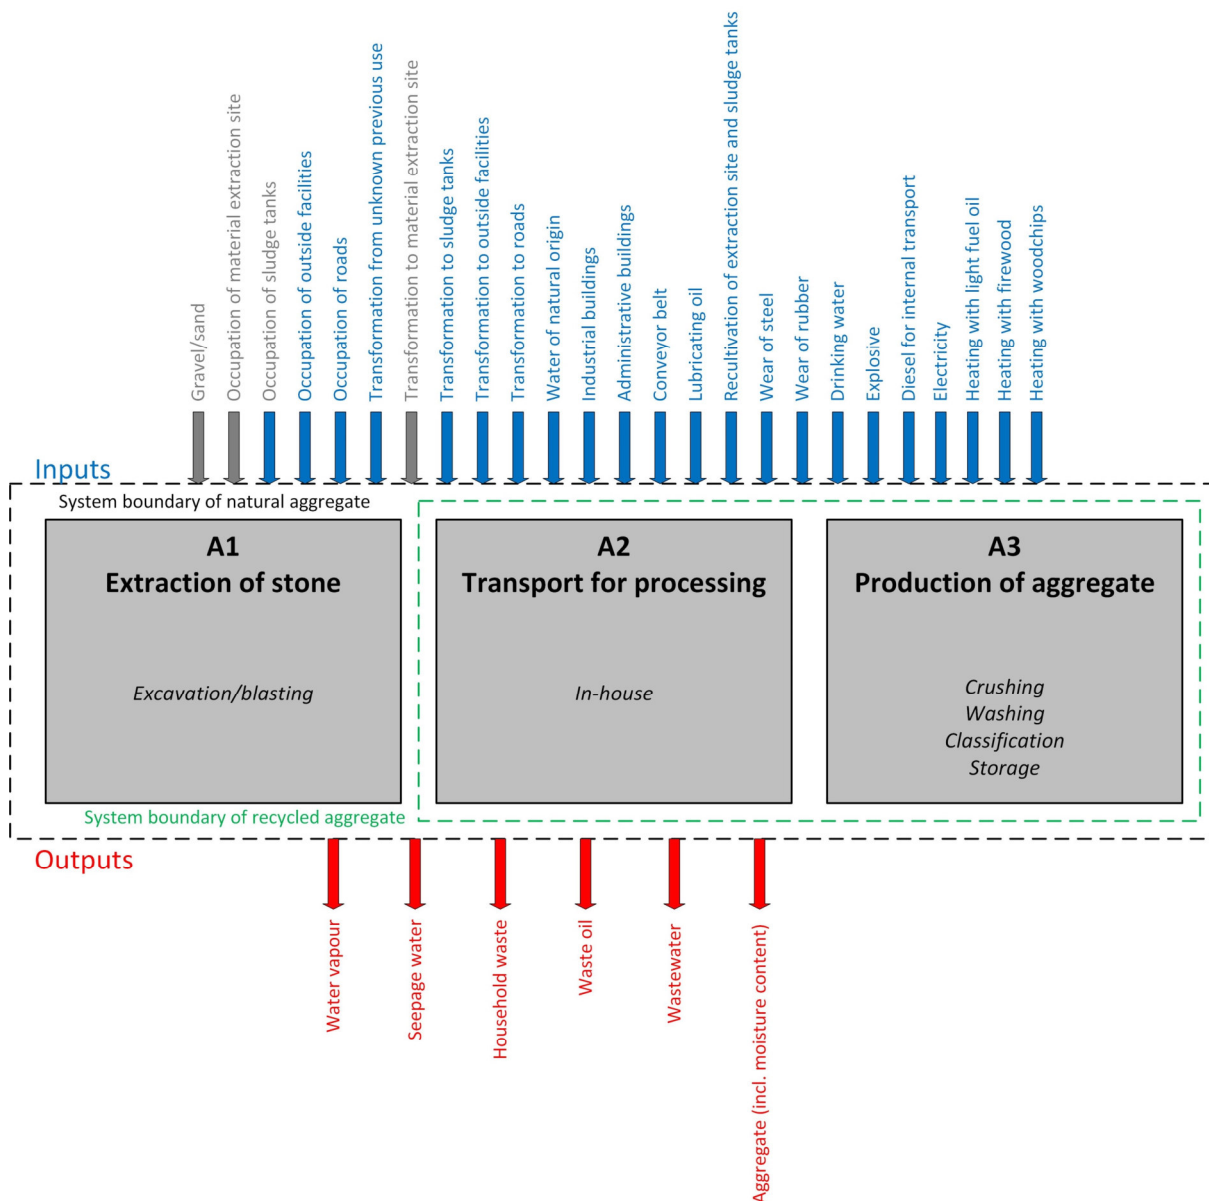 Gravel/sand
Occupation of material extraction site
Occupation of sludge tanks
Occupation of outside facilities
Occupation of roads
Transformation from unknown previous use
Transformation to material extraction site
Transformation to sludge tanks
Transformation to outside facilities
Transformation to roads
Water of natural origin
Industrial buildings
Administrative buildings
Conveyor belt
Lubricating oil
Recultivation of extraction site and sludge tanks
Wear of steel
Wear of rubber
Drinking water
Explosive
Diesel for internal transport
Electricity
Heating with light fuel oil
Heating with firewood
Heating with woodchips
Inputs
System boundary of natural aggregate
A1
Extraction of stone
Excavation/blasting
A2
Transport for processing
In-house
A3
Production of aggregate
Crushing
Washing
Classification
Storage
System boundary of recycled aggregate
Outputs
Water vapour
Seepage water
Household waste
Waste oil
Wastewater
Aggregate (incl. moisture content)